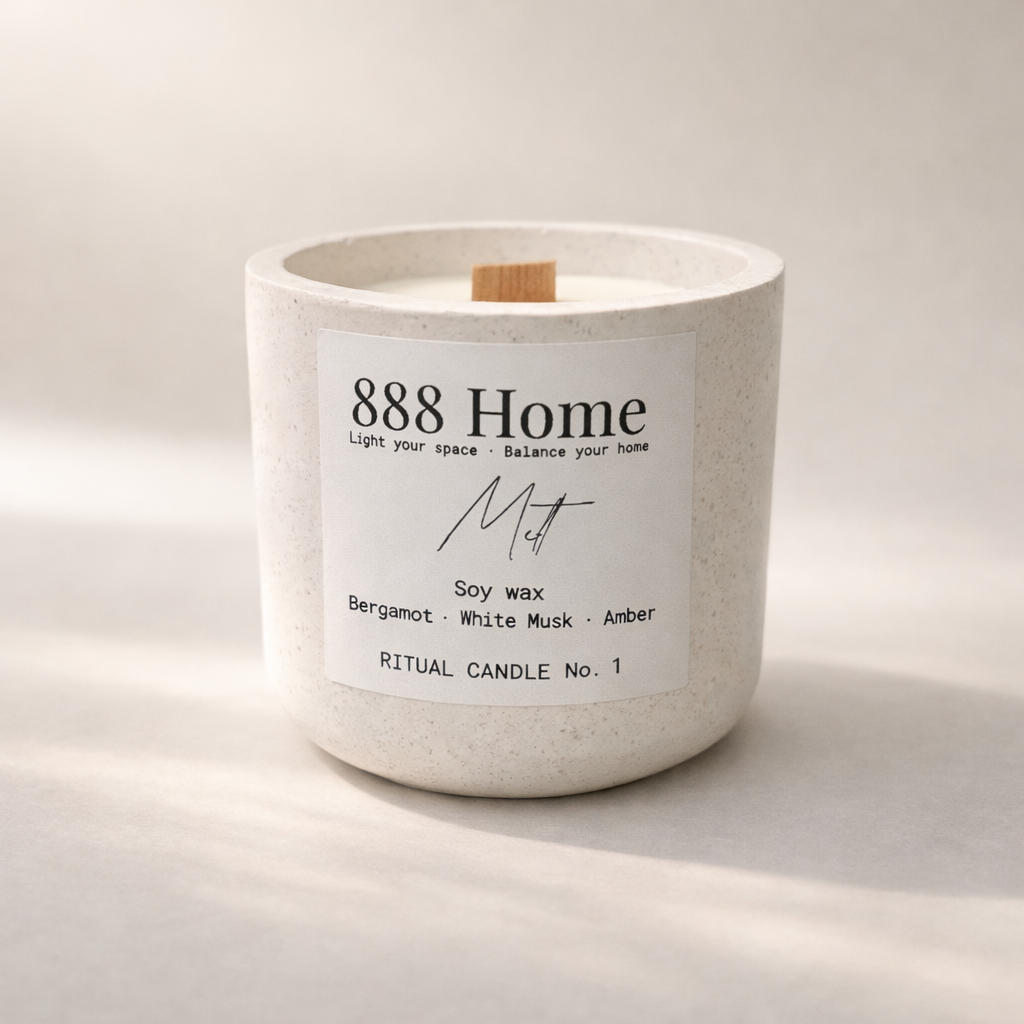 888 Home
Light your space · Balance your home
Melt
Soy wax
Bergamot · White Musk · Amber
RITUAL CANDLE No. 1